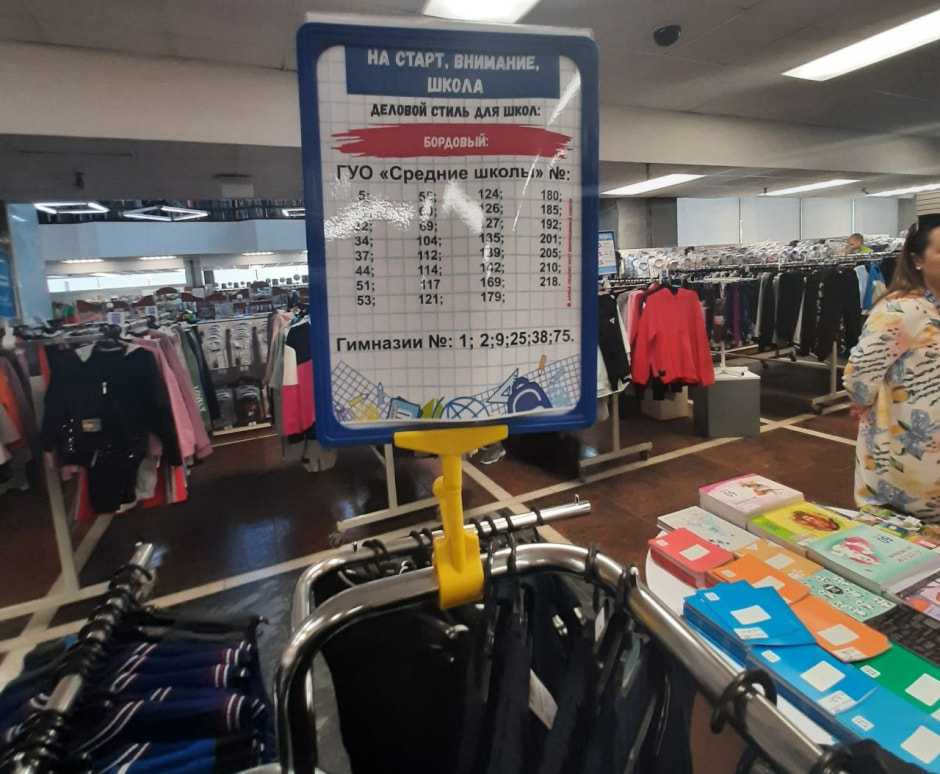 НА СТАРТ, ВНИМАНИЕ,
ШКОЛА
ДЕЛОВОЙ СТИЛЬ ДЛЯ ШКОЛ:
БОРДОВЫЙ:
ГУО «Средние школы» №:
5; 55; 124; 180;
60; 126; 185;
69; 127; 192;
34; 104; 135; 201;
37; 112; 139; 205;
44; 114; 142; 210;
51; 117 169; 218.
53; 121; 179;
Гимназии №: 1; 2;9;25;38;75.